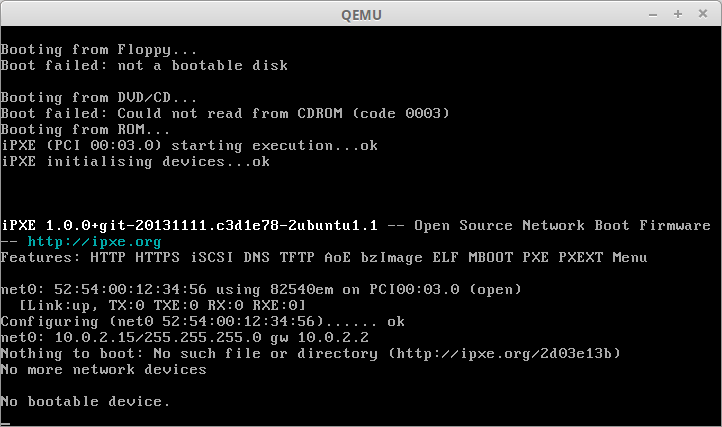 QEMU
Booting from Floppy...
Boot failed: not a bootable disk
Booting from DVD/CD...
Boot failed: Could not read from CDROM (code 0003)
Booting from ROM...
iPXE (PCI 00:03.0) starting execution...ok
iPXE initialising devices...ok
iPXE 1.0.0+git-20131111.c3d1e78-2ubuntu1.1 -- Open Source Network Boot Firmware
-- http://ipxe.org
Features: HTTP HTTPS iSCSI DNS TFTP AoE bzImage ELF MBOOT PXE PXEXT Menu
net0: 52:54:00:12:34:56 using 82540em on PCI00:03.0 (open)
[Link:up, TX:0 TXE:0 RX:0 RXE:0]
Configuring (net0 52:54:00:12:34:56)...... ok
net0: 10.0.2.15/255.255.255.0 gw 10.0.2.2
Nothing to boot: No such file or directory (http://ipxe.org/2d03e13b)
No more network devices
No bootable device.